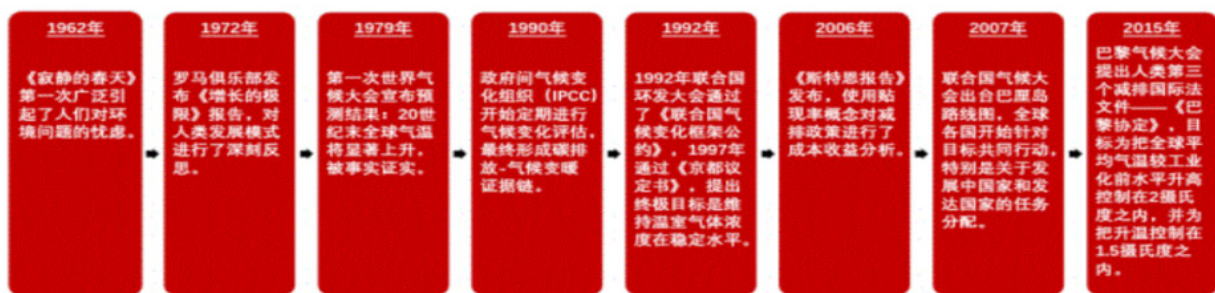 1962年
《寂静的春天》
第一次广泛引
起了人们对环
境问题的忧虑。
1972年
罗马俱乐部发
布《增长的极
限》报告，对
人类发展模式
进行了深刻反
思。
1979年
第一次世界气
候大会宣布预
测结果：20世
纪末全球气温
将显著上升。
被事实证实。
1990年
政府间气候变
化组织（IPCC）
开始定期进行
气候变化评估，
最终形成碳排
放-气候变暖
证据链。
1992年
1992年联合国
环发大会通过
了《联合国气
候变化框架公
约》，1997年
通过《京都议
定书》，提出
终极目标是维
持温室气体浓
度在稳定水平。
2006年
《斯特恩报告》
发布，使用贴
现率概念对减
排政策进行了
成本收益分析。
2007年
联合国气候大
会出台巴厘岛
路线图，全球
各国开始针对
目标共同行动，
特别是关于发
展中国家和发
达国家的任务
分配。
2015年
巴黎气候大会
提出人类第三
个减排国际法
文件——《巴
黎协定》，目
标为把全球平
均气温较工业
化前水平升高
控制在2摄氏
度之内，并为
把升温控制在
1.5摄氏度之
内。